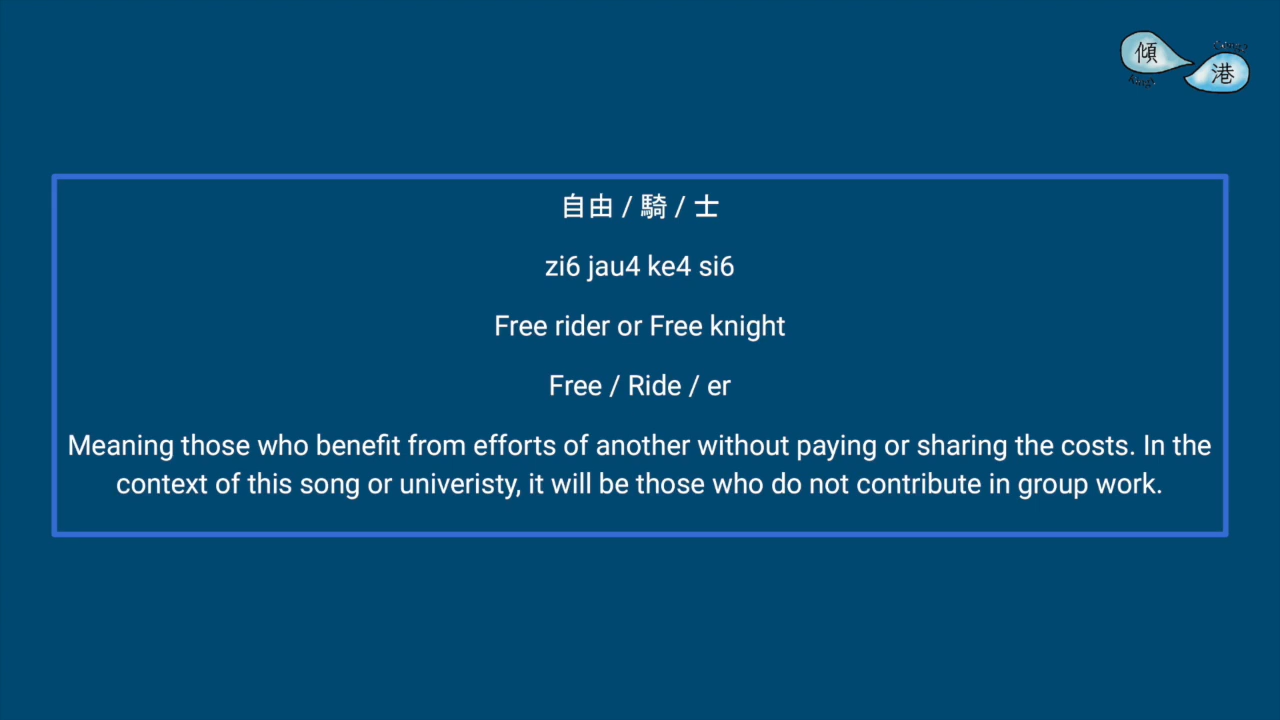 傾
港
自由 / 騎 / 士
zi6 jau4 ke4 si6
Free rider or Free knight
Free / Ride / er
Meaning those who benefit from efforts of another without paying or sharing the costs. In the
context of this song or univeristy, it will be those who do not contribute in group work.